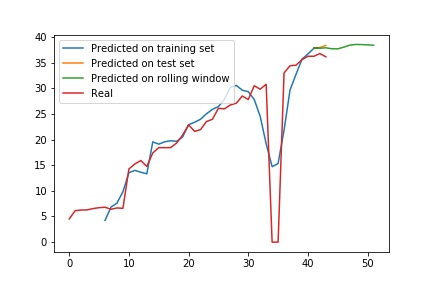 40
35
30
25
20
15
10
5
0
Predicted on training set
Predicted on test set
Predicted on rolling window
Real
0 10 20 30 40 50